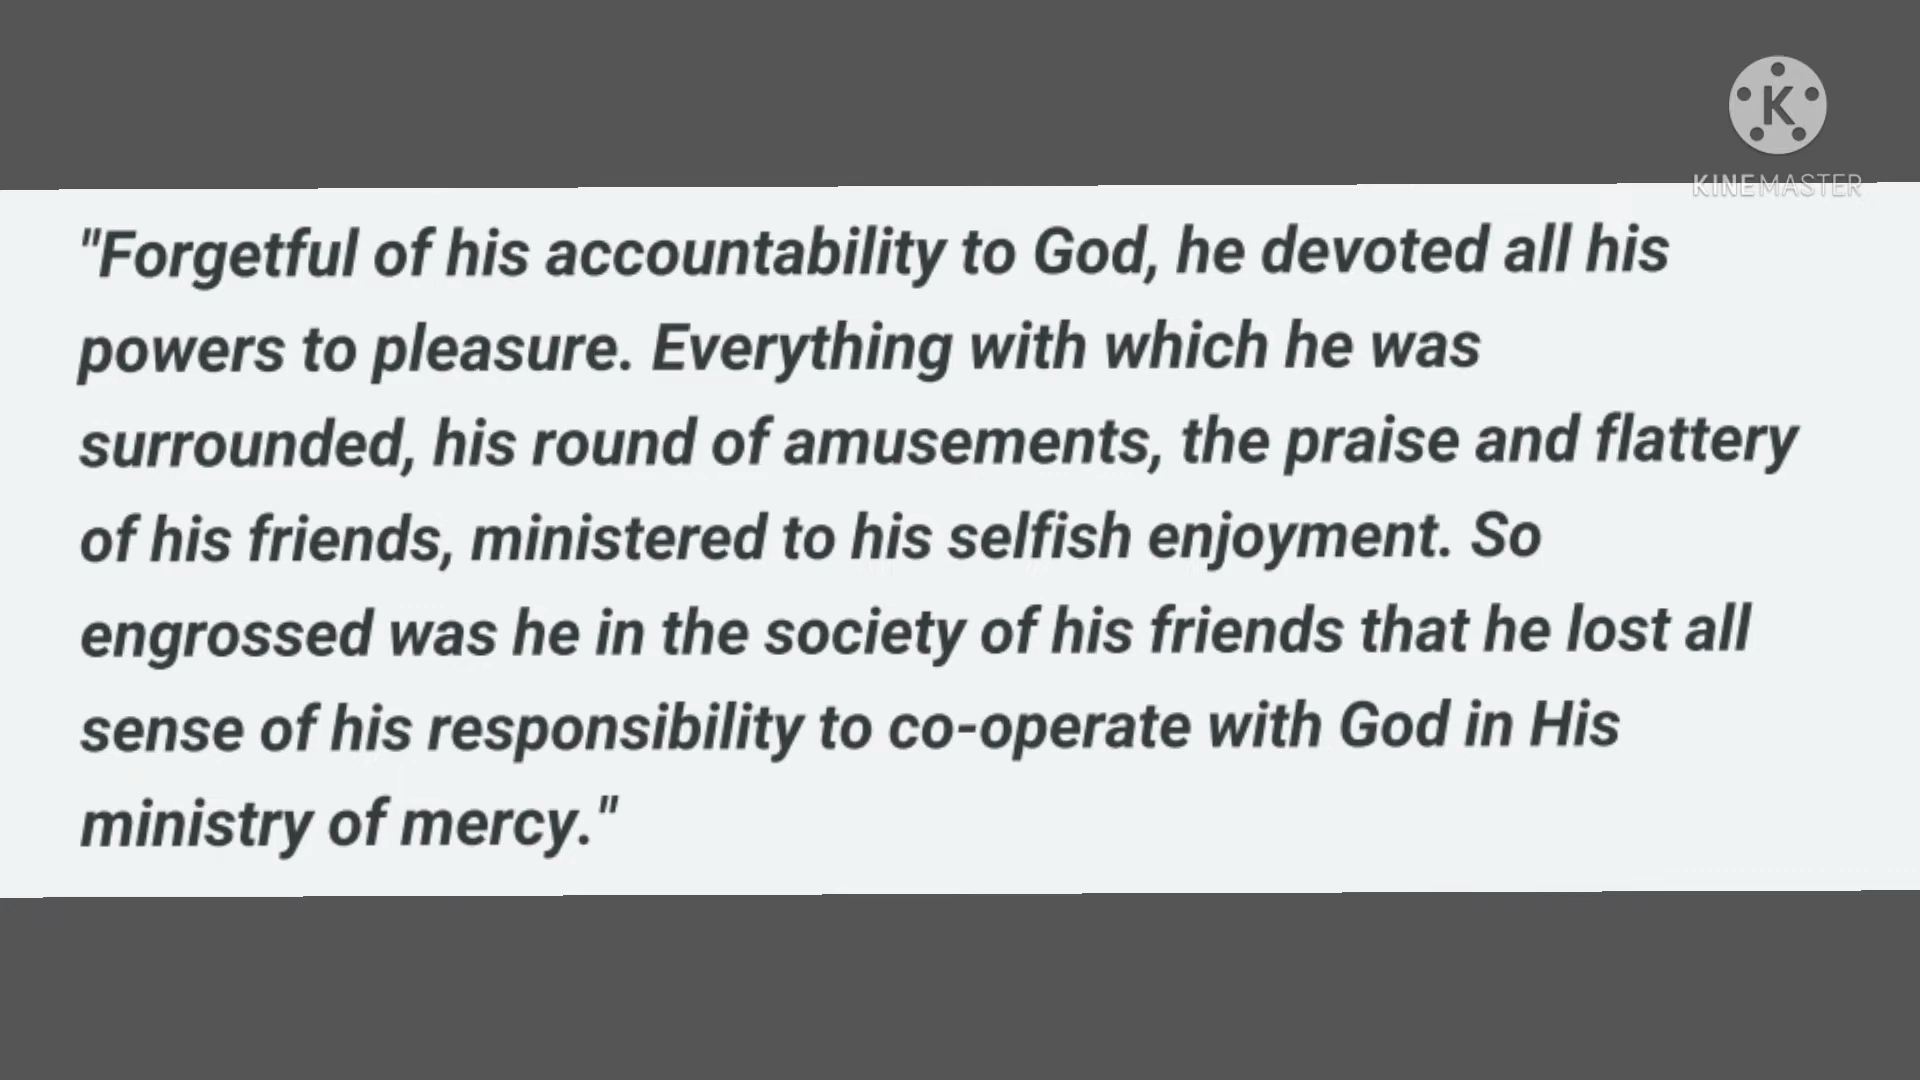 K
KINEMASTER
"Forgetful of his accountability to God, he devoted all his
powers to pleasure. Everything with which he was
surrounded, his round of amusements, the praise and flattery
of his friends, ministered to his selfish enjoyment. So
engrossed was he in the society of his friends that he lost all
sense of his responsibility to co-operate with God in His
ministry of mercy."